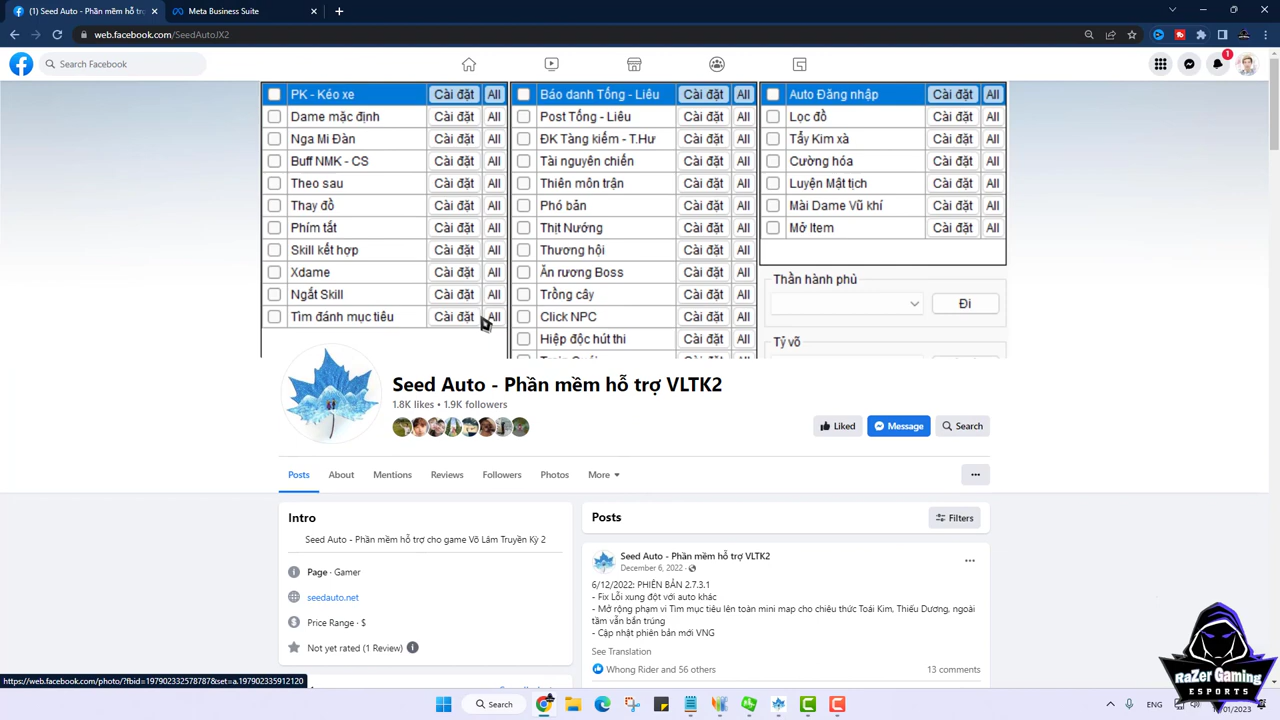 (1) Seed Auto - Phần mềm hỗ trợ
Meta Business Suite
web.facebook.com/SeedAutoJX2
Search Facebook
1
PK - Kéo xe Cài đặt All
Dame mặc định Cài đặt All
Nga Mi Đàn Cài đặt All
Buff NMK - CS Cài đặt All
Theo sau Cài đặt All
Thay đồ Cài đặt All
Phím tắt Cài đặt All
Skill kết hợp Cài đặt All
Xdame Cài đặt All
Ngắt Skill Cài đặt All
Tìm đánh mục tiêu Cài đặt All
Báo danh Tống - Liêu Cài đặt All
Post Tống - Liêu Cài đặt All
ĐK Tàng kiếm - T.Hư Cài đặt All
Tài nguyên chiến Cài đặt All
Thiên môn trận Cài đặt All
Phó bản Cài đặt All
Thịt Nướng Cài đặt All
Thương hội Cài đặt All
Ăn rương Boss Cài đặt All
Trồng cây Cài đặt All
Click NPC Cài đặt All
Hiệp độc hút thi Cài đặt All
Auto Đăng nhập Cài đặt All
Lọc đồ Cài đặt All
Tẩy Kim xà Cài đặt All
Cường hóa Cài đặt All
Luyện Mật tịch Cài đặt All
Mài Dame Vũ khí Cài đặt All
Mở Item Cài đặt All
Thần hành phủ
Đi
Tỷ võ
Seed Auto - Phần mềm hỗ trợ VLTK2
1.8K likes • 1.9K followers
Liked Message Search
Posts About Mentions Reviews Followers Photos More
Intro
Seed Auto - Phần mềm hỗ trợ cho game Võ Lâm Truyền Kỳ 2
Page · Gamer
seedauto.net
Price Range · $
Not yet rated (1 Review)
Posts
Filters
Seed Auto - Phần mềm hỗ trợ VLTK2
December 6, 2022 ·
6/12/2022: PHIÊN BẢN 2.7.3.1
- Fix Lỗi xung đột với auto khác
- Mở rộng phạm vi Tìm mục tiêu lên toàn mini map cho chiêu thức Toái Kim, Thiếu Dương, ngoài
tầm vẫn bắn trúng
- Cập nhật phiên bản mới VNG
See Translation
Whong Rider and 56 others
13 comments
https://web.facebook.com/photo/?fbid=197902332578787&set=a.197902335912120
Search
ENG
RaZer Gaming
ESPORTS